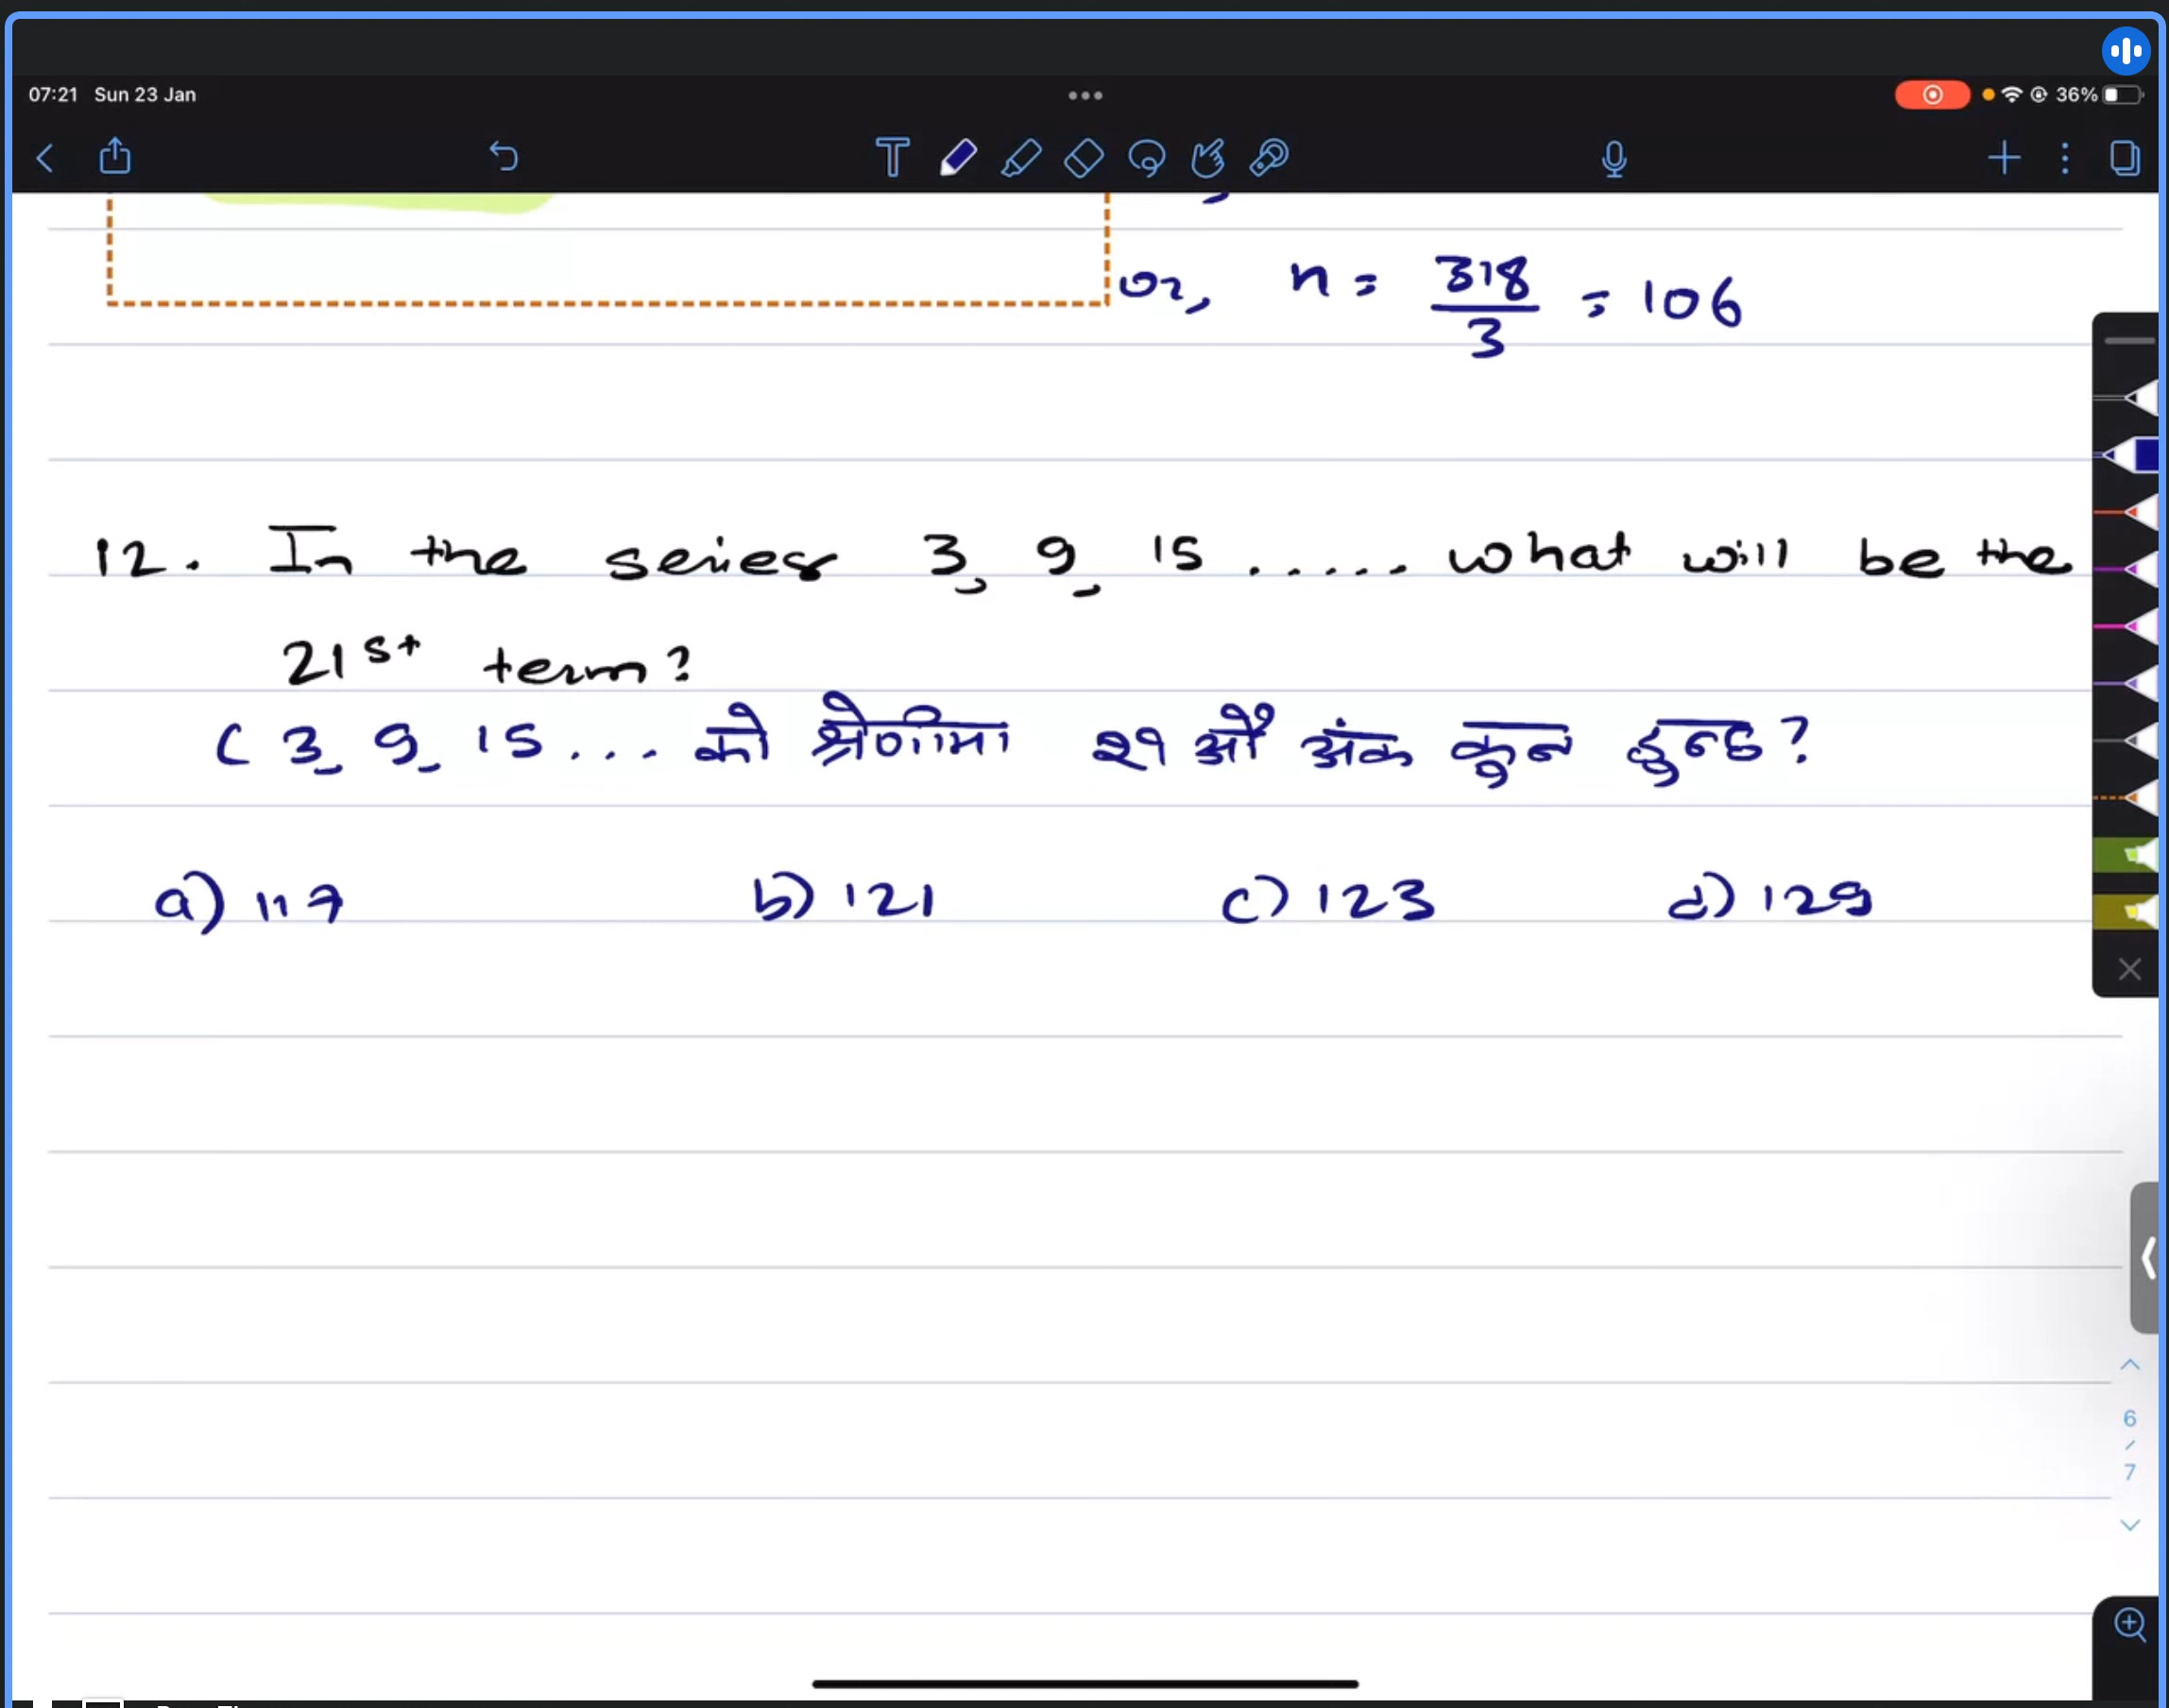 07:21 Sun 23 Jan
36%
or, n = 318/3 = 106
12. In the series 3, 9, 15 ..... what will be the
21st term?
( 3, 9, 15 ... को श्रेणीमा २१ औं अंक कुन हुन्छ?
a) 117 b) 121 c) 123 d) 129
6
/
7